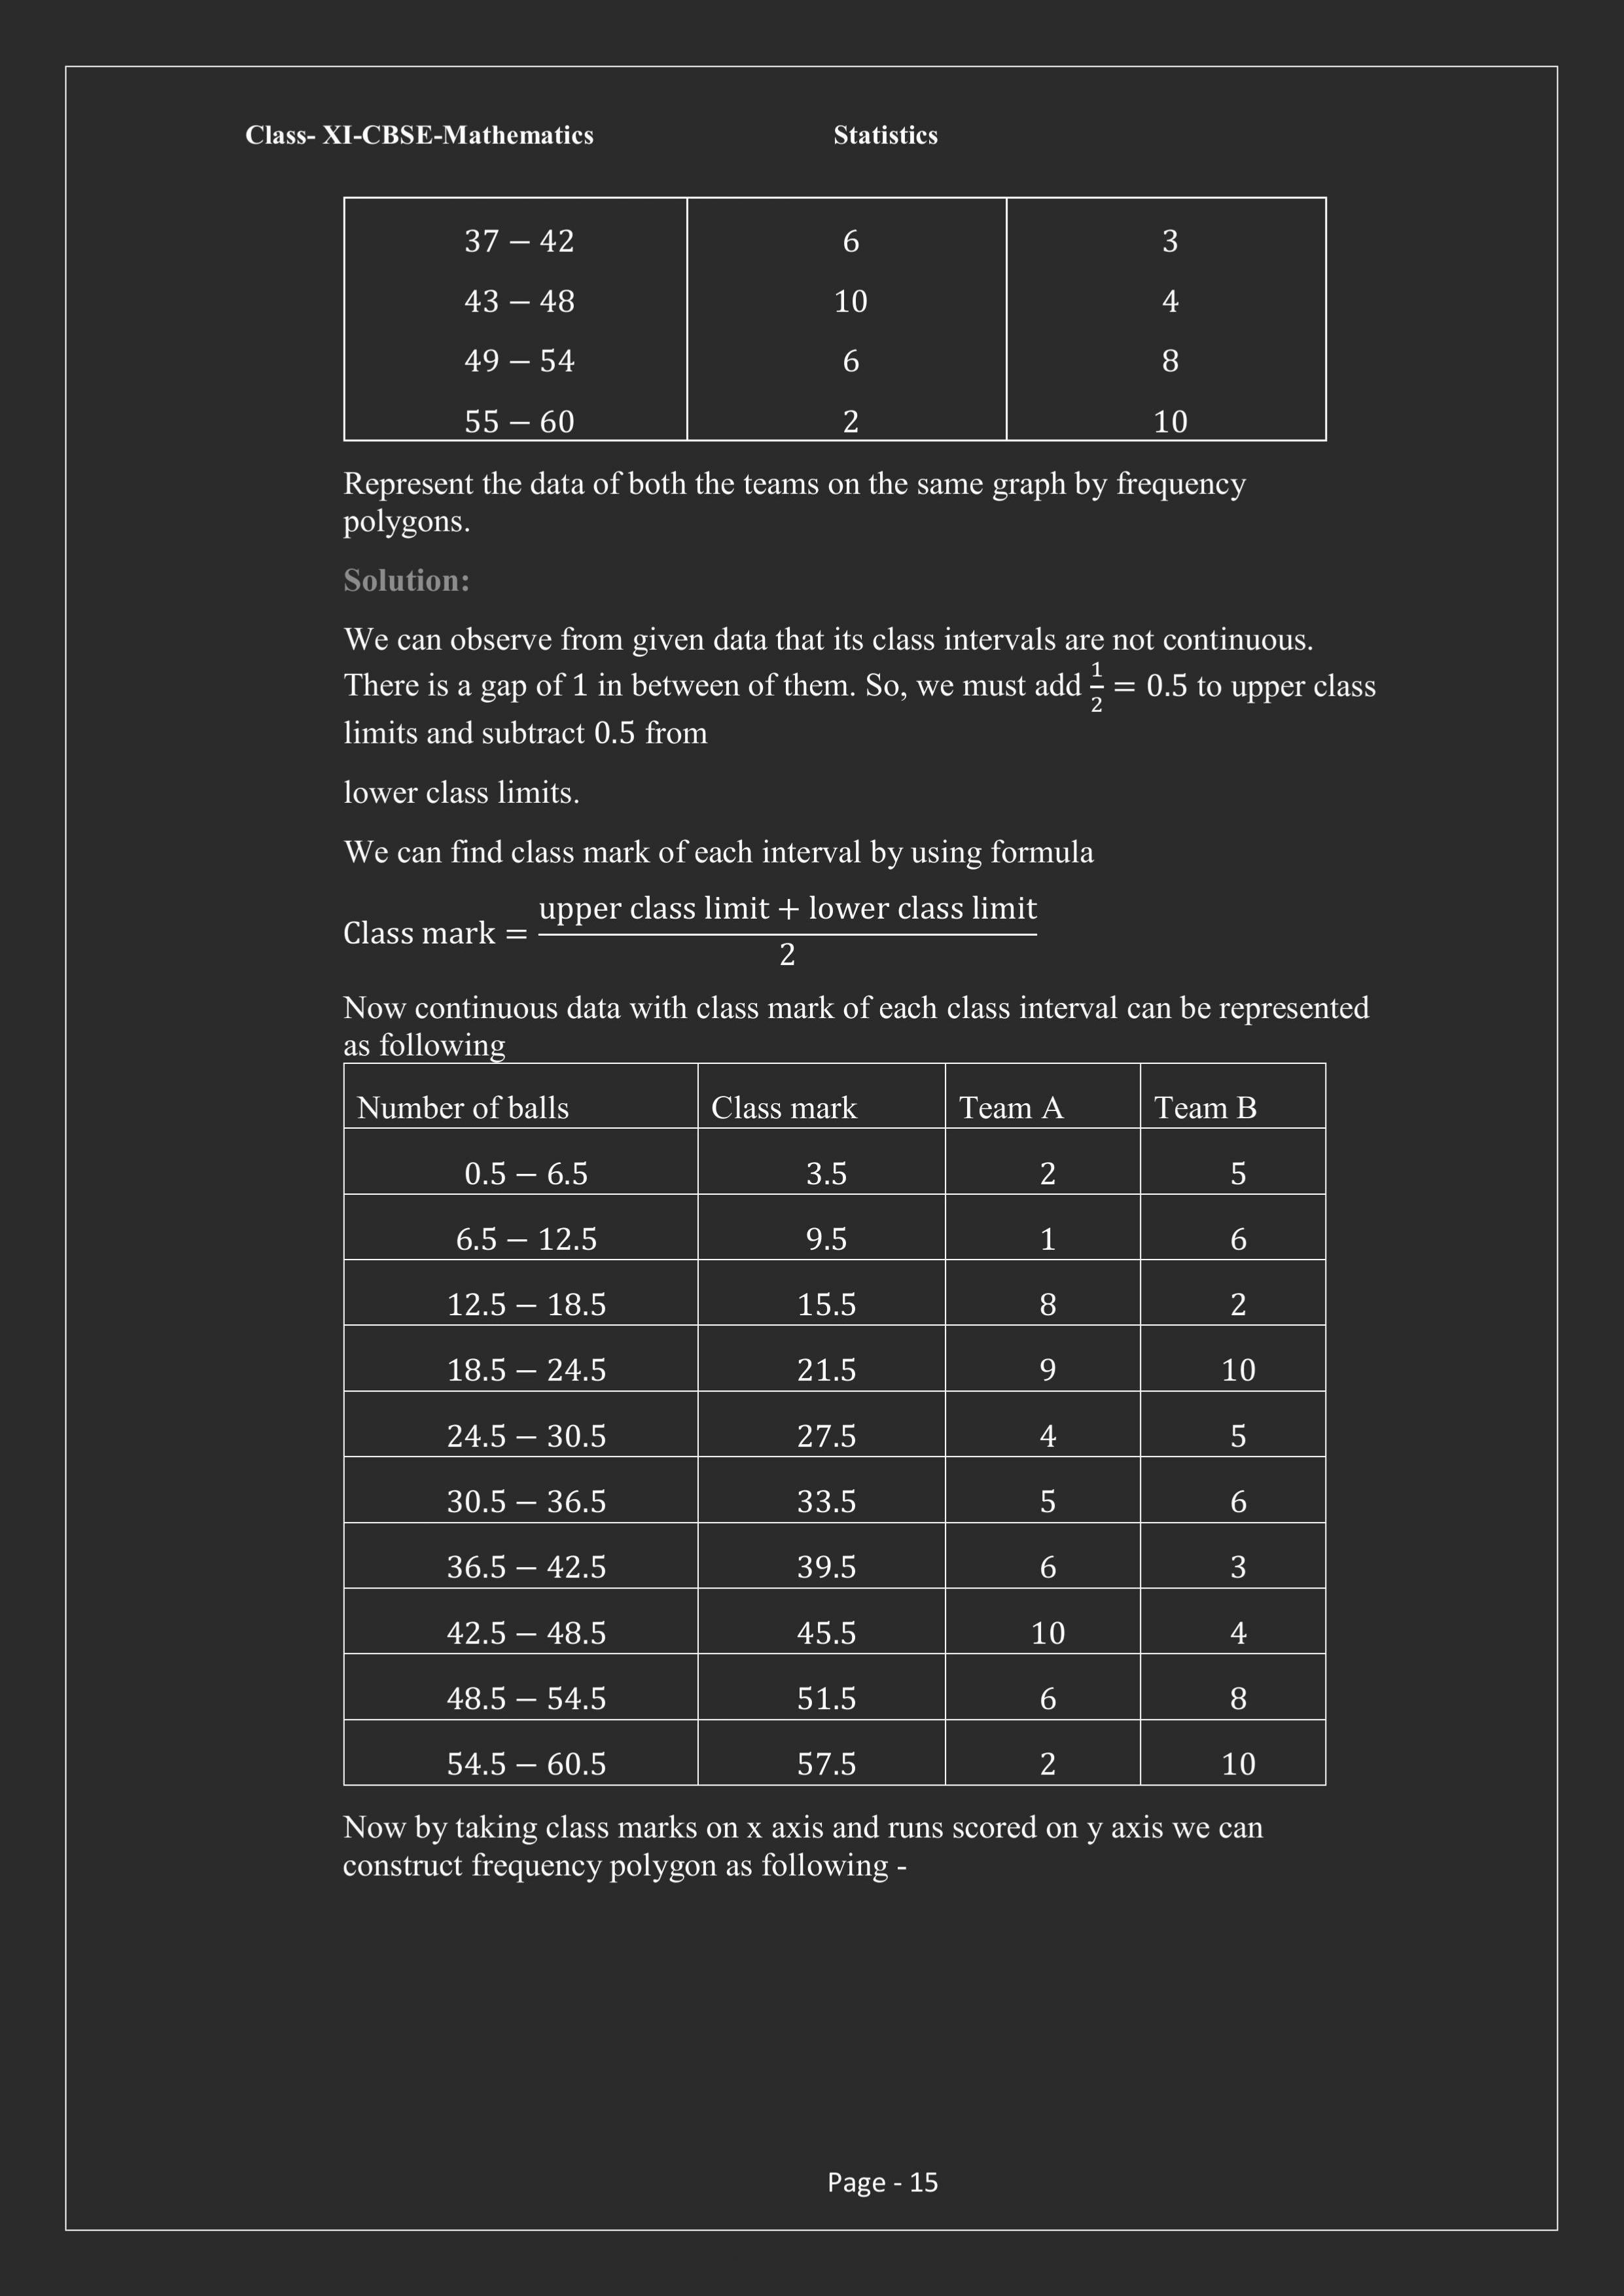 Class- XI-CBSE-Mathematics Statistics
37 – 42 6 3
43 – 48 10 4
49 – 54 6 8
55 – 60 2 10
Represent the data of both the teams on the same graph by frequency
polygons.
Solution:
We can observe from given data that its class intervals are not continuous.
There is a gap of 1 in between of them. So, we must add 1/2 = 0.5 to upper class
limits and subtract 0.5 from
lower class limits.
We can find class mark of each interval by using formula
Class mark = (upper class limit + lower class limit)/2
Now continuous data with class mark of each class interval can be represented
as following
Number of balls Class mark Team A Team B
0.5 – 6.5 3.5 2 5
6.5 – 12.5 9.5 1 6
12.5 – 18.5 15.5 8 2
18.5 – 24.5 21.5 9 10
24.5 – 30.5 27.5 4 5
30.5 – 36.5 33.5 5 6
36.5 – 42.5 39.5 6 3
42.5 – 48.5 45.5 10 4
48.5 – 54.5 51.5 6 8
54.5 – 60.5 57.5 2 10
Now by taking class marks on x axis and runs scored on y axis we can
construct frequency polygon as following -
Page - 15